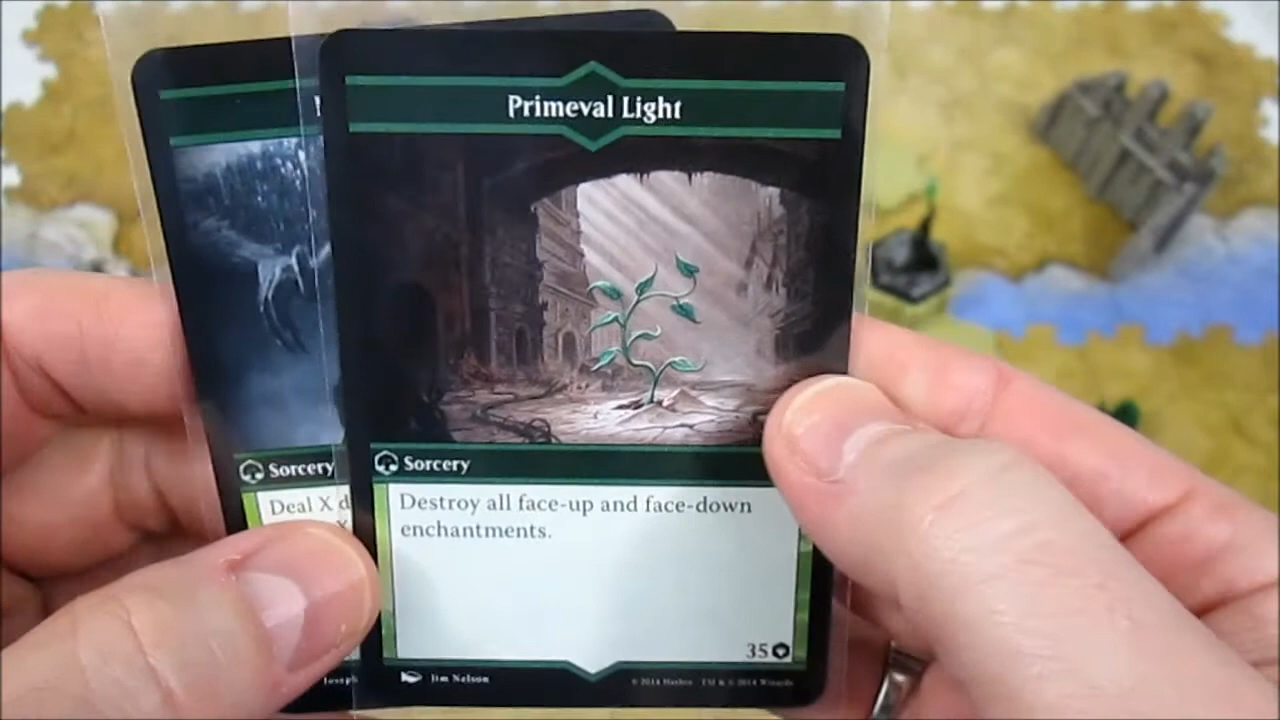 Primeval Light
Sorcery
Destroy all face-up and face-down
enchantments.
35
Jim Nelson
© 2014 Hasbro TM & © 2014 Wizards
Sorcery
Deal X d
X
Joseph